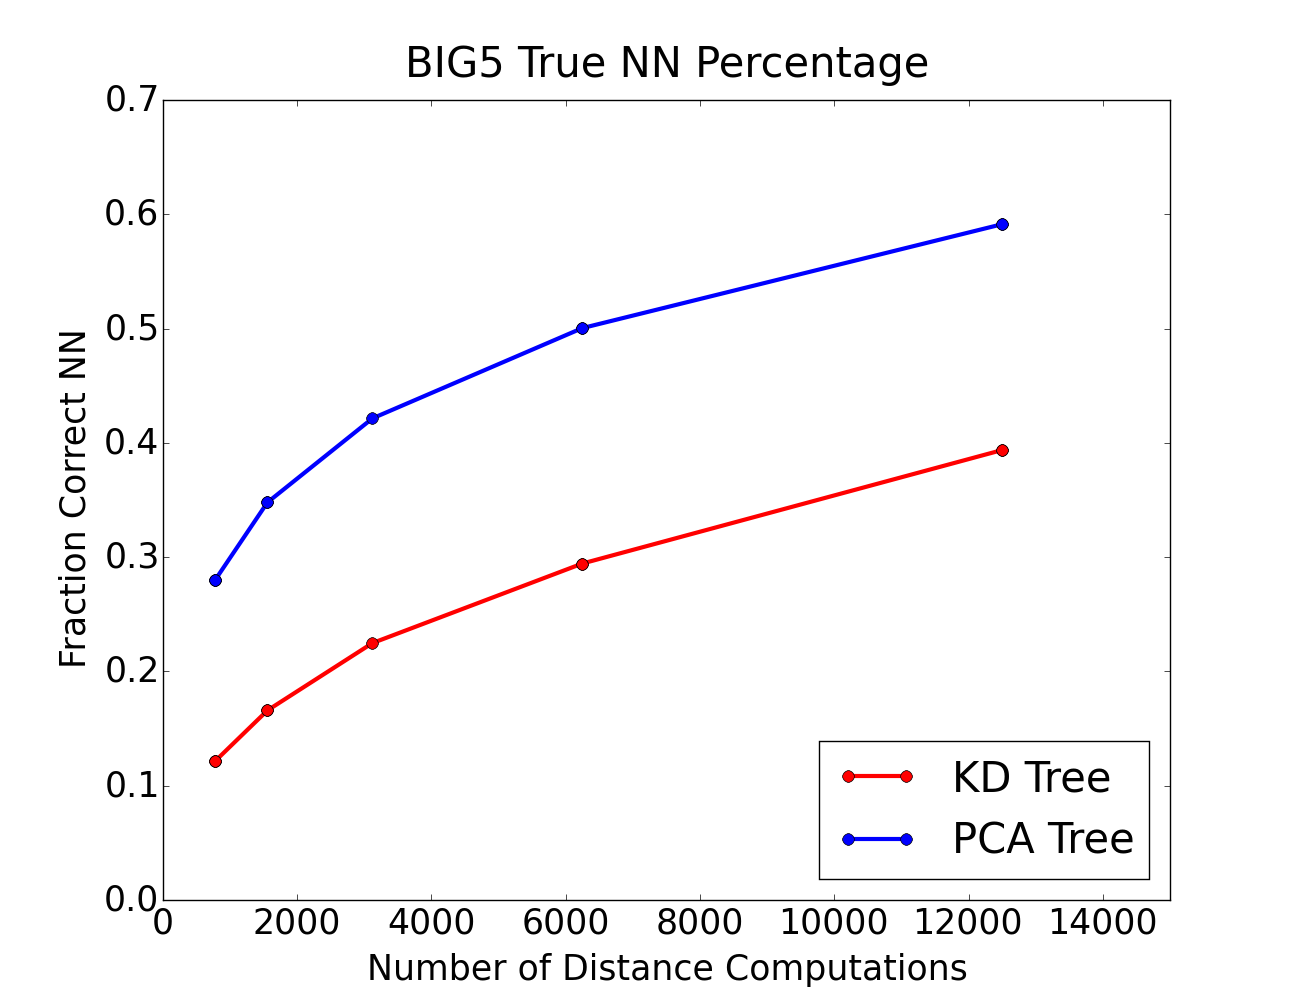 BIG5 True NN Percentage
0.7
0.6
0.5
0.4
0.3
0.2
0.1
0.0
Fraction Correct NN
KD Tree
PCA Tree
0 2000 4000 6000 8000 10000 12000 14000
Number of Distance Computations